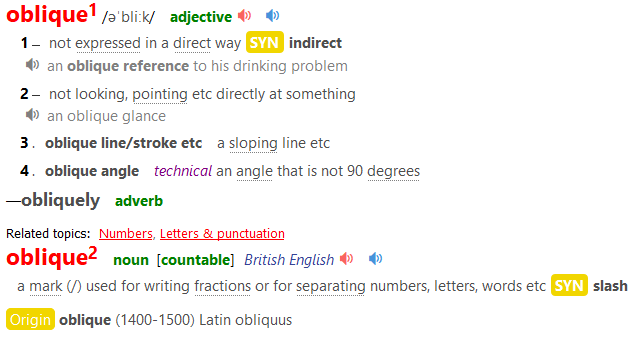 oblique1 /əˈbliːk/ adjective
1 – not expressed in a direct way SYN indirect
an oblique reference to his drinking problem
2 – not looking, pointing etc directly at something
an oblique glance
3 . oblique line/stroke etc a sloping line etc
4. oblique angle technical an angle that is not 90 degrees
—obliquely adverb
Related topics: Numbers, Letters & punctuation
oblique2 noun [countable] British English
a mark (/) used for writing fractions or for separating numbers, letters, words etc SYN slash
Origin oblique (1400-1500) Latin obliquus